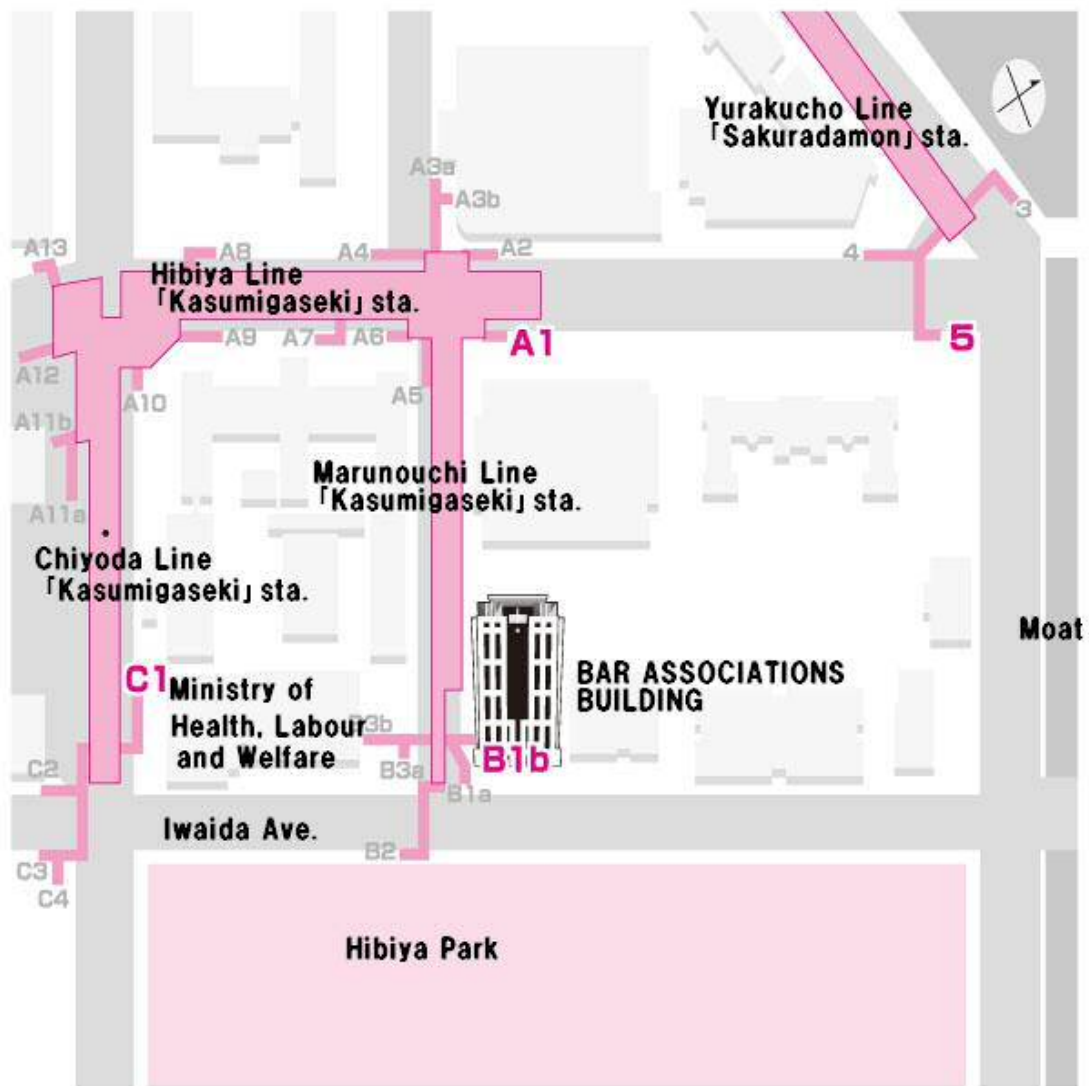 Yurakucho Line
「Sakuradamon」sta.
A3a
A3b
3
A13
A8
A4
A2
4
Hibiya Line
「Kasumigaseki」sta.
A9
A7
A6
A1
5
A12
A10
A5
A11b
Marunouchi Line
「Kasumigaseki」sta.
A11a
Chiyoda Line
「Kasumigaseki」sta.
Moat
C1
Ministry of
Health, Labour
and Welfare
BAR ASSOCIATIONS
BUILDING
B3b
B1b
C2
B3a
B1a
Iwaida Ave.
C3
B2
C4
Hibiya Park